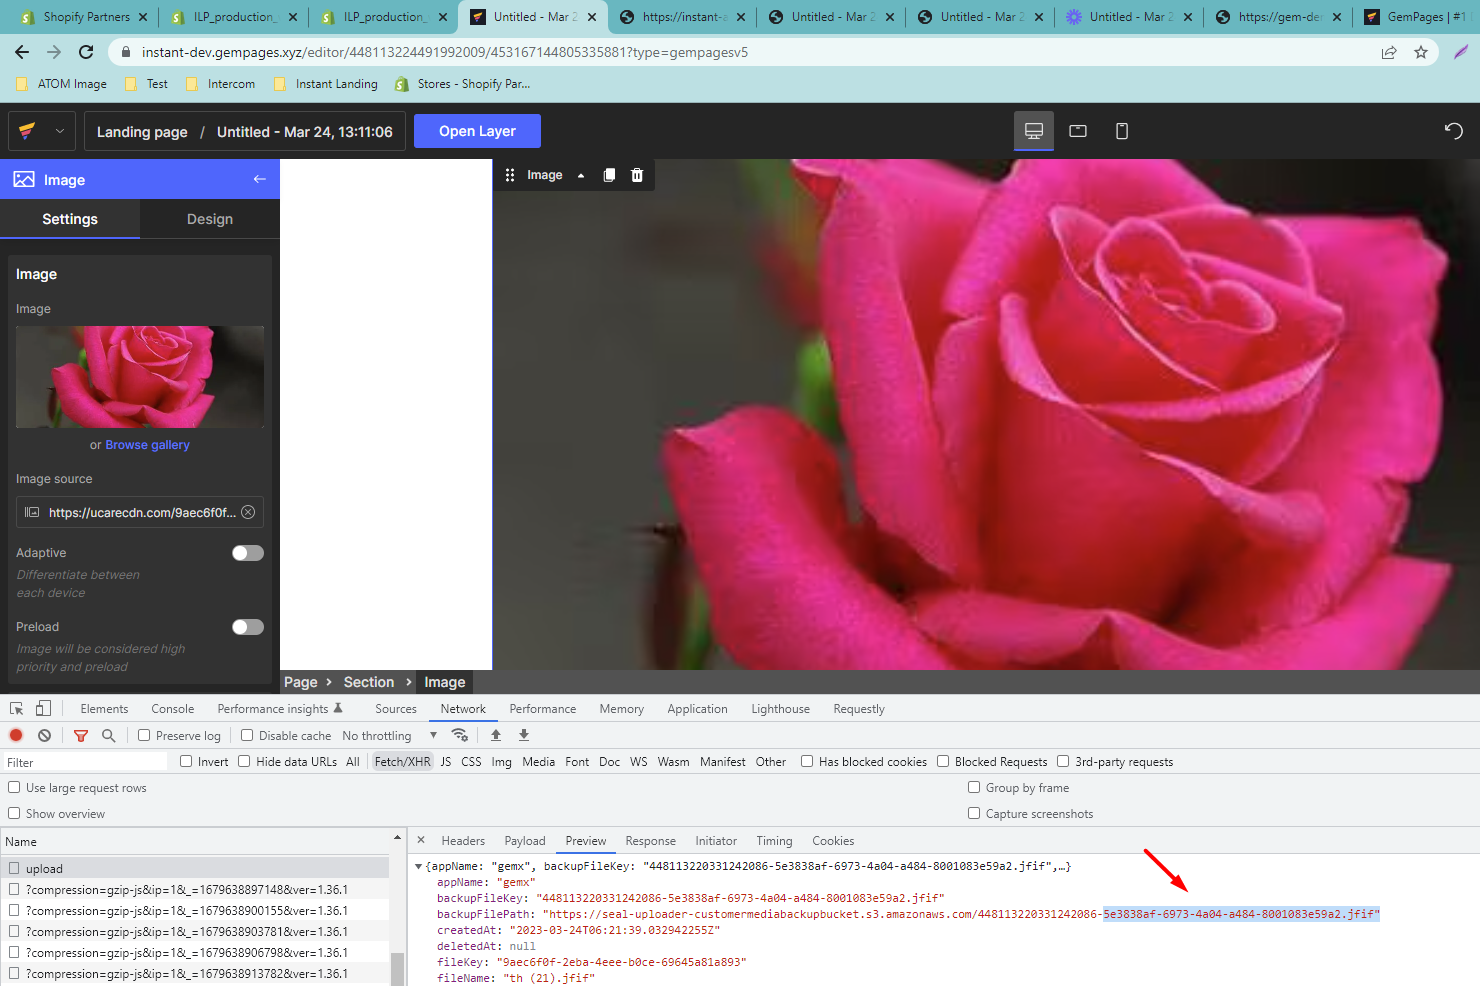 Shopify Partners
ILP_production_
ILP_production_
Untitled - Mar 2
https://instant-a
Untitled - Mar 2
Untitled - Mar 2
Untitled - Mar 2
https://gem-der
GemPages | #1
instant-dev.gempages.xyz/editor/448113224491992009/453167144805335881?type=gempagesv5
ATOM Image
Test
Intercom
Instant Landing
Stores - Shopify Par...
Landing page / Untitled - Mar 24, 13:11:06
Open Layer
Image
Image
Settings
Design
Image
Image
or Browse gallery
Image source
https://ucarecdn.com/9aec6f0f...
Adaptive
Differentiate between
each device
Preload
Image will be considered high
priority and preload
Page > Section > Image
Elements
Console
Performance insights
Sources
Network
Performance
Memory
Application
Lighthouse
Requestly
Preserve log
Disable cache
No throttling
Filter
Invert
Hide data URLs
All
Fetch/XHR
JS
CSS
Img
Media
Font
Doc
WS
Wasm
Manifest
Other
Has blocked cookies
Blocked Requests
3rd-party requests
Use large request rows
Group by frame
Show overview
Capture screenshots
Name
Headers
Payload
Preview
Response
Initiator
Timing
Cookies
upload
?compression=gzip-js&ip=1&_=1679638897148&ver=1.36.1
?compression=gzip-js&ip=1&_=1679638900155&ver=1.36.1
?compression=gzip-js&ip=1&_=1679638903781&ver=1.36.1
?compression=gzip-js&ip=1&_=1679638906798&ver=1.36.1
?compression=gzip-js&ip=1&_=1679638913782&ver=1.36.1
{appName: "gemx", backupFileKey: "448113220331242086-5e3838af-6973-4a04-a484-8001083e59a2.jfif",…}
appName: "gemx"
backupFileKey: "448113220331242086-5e3838af-6973-4a04-a484-8001083e59a2.jfif"
backupFilePath: "https://seal-uploader-customermediabackupbucket.s3.amazonaws.com/448113220331242086-5e3838af-6973-4a04-a484-8001083e59a2.jfif"
createdAt: "2023-03-24T06:21:39.032942255Z"
deletedAt: null
fileKey: "9aec6f0f-2eba-4eee-b0ce-69645a81a893"
fileName: "th (21).jfif"